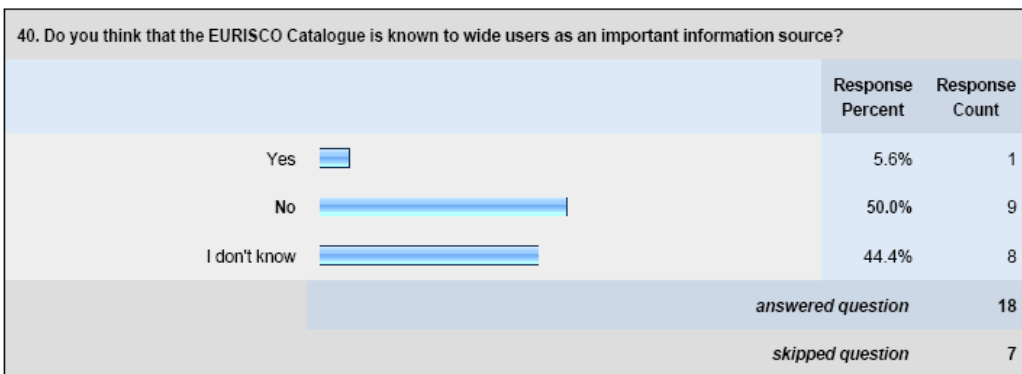 40. Do you think that the EURISCO Catalogue is known to wide users as an important information source?
Response Percent Response Count
Yes 5.6% 1
No 50.0% 9
I don't know 44.4% 8
answered question 18
skipped question 7